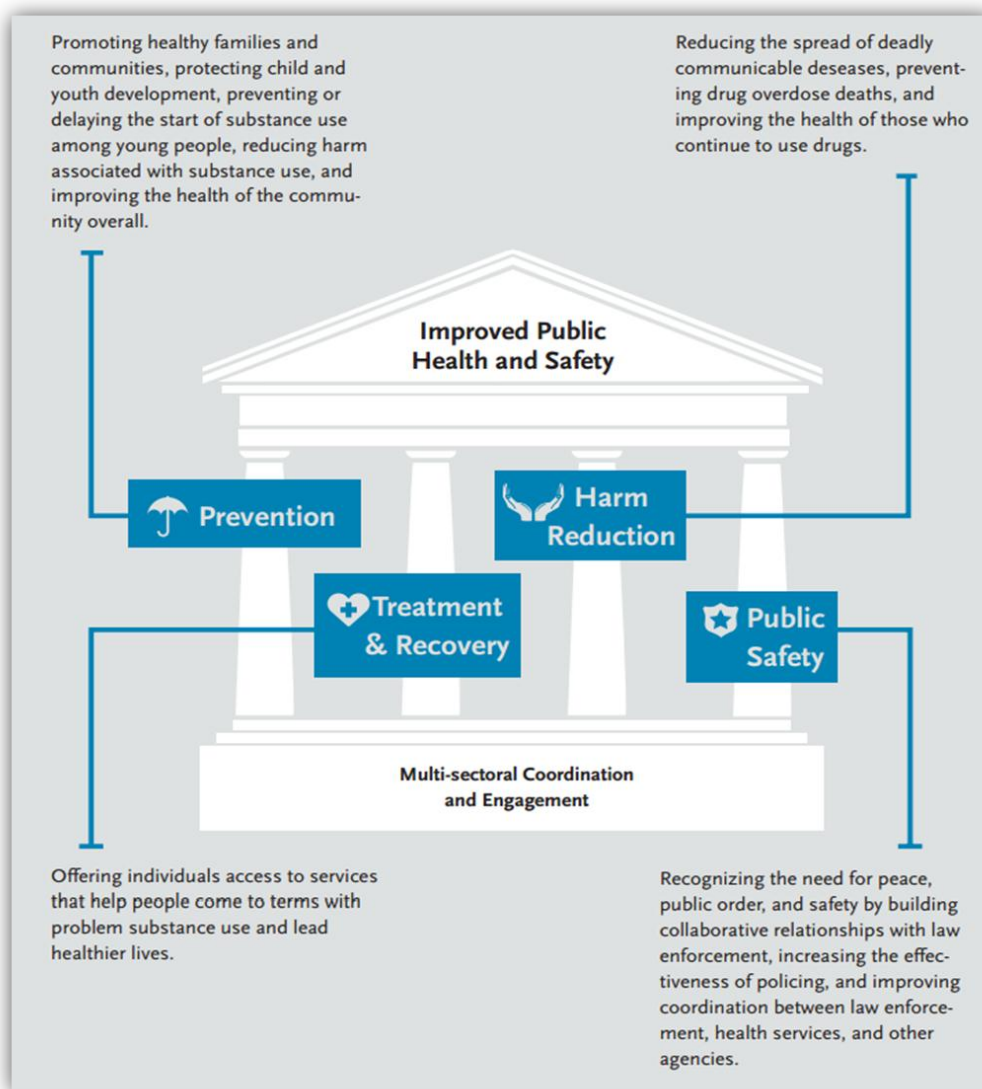 Promoting healthy families and
communities, protecting child and
youth development, preventing or
delaying the start of substance use
among young people, reducing harm
associated with substance use, and
improving the health of the commu-
nity overall.
Reducing the spread of deadly
communicable deseases, prevent-
ing drug overdose deaths, and
improving the health of those who
continue to use drugs.
Improved Public
Health and Safety
Prevention
Harm
Reduction
Treatment
& Recovery
Public
Safety
Multi-sectoral Coordination
and Engagement
Offering individuals access to services
that help people come to terms with
problem substance use and lead
healthier lives.
Recognizing the need for peace,
public order, and safety by building
collaborative relationships with law
enforcement, increasing the effec-
tiveness of policing, and improving
coordination between law enforce-
ment, health services, and other
agencies.